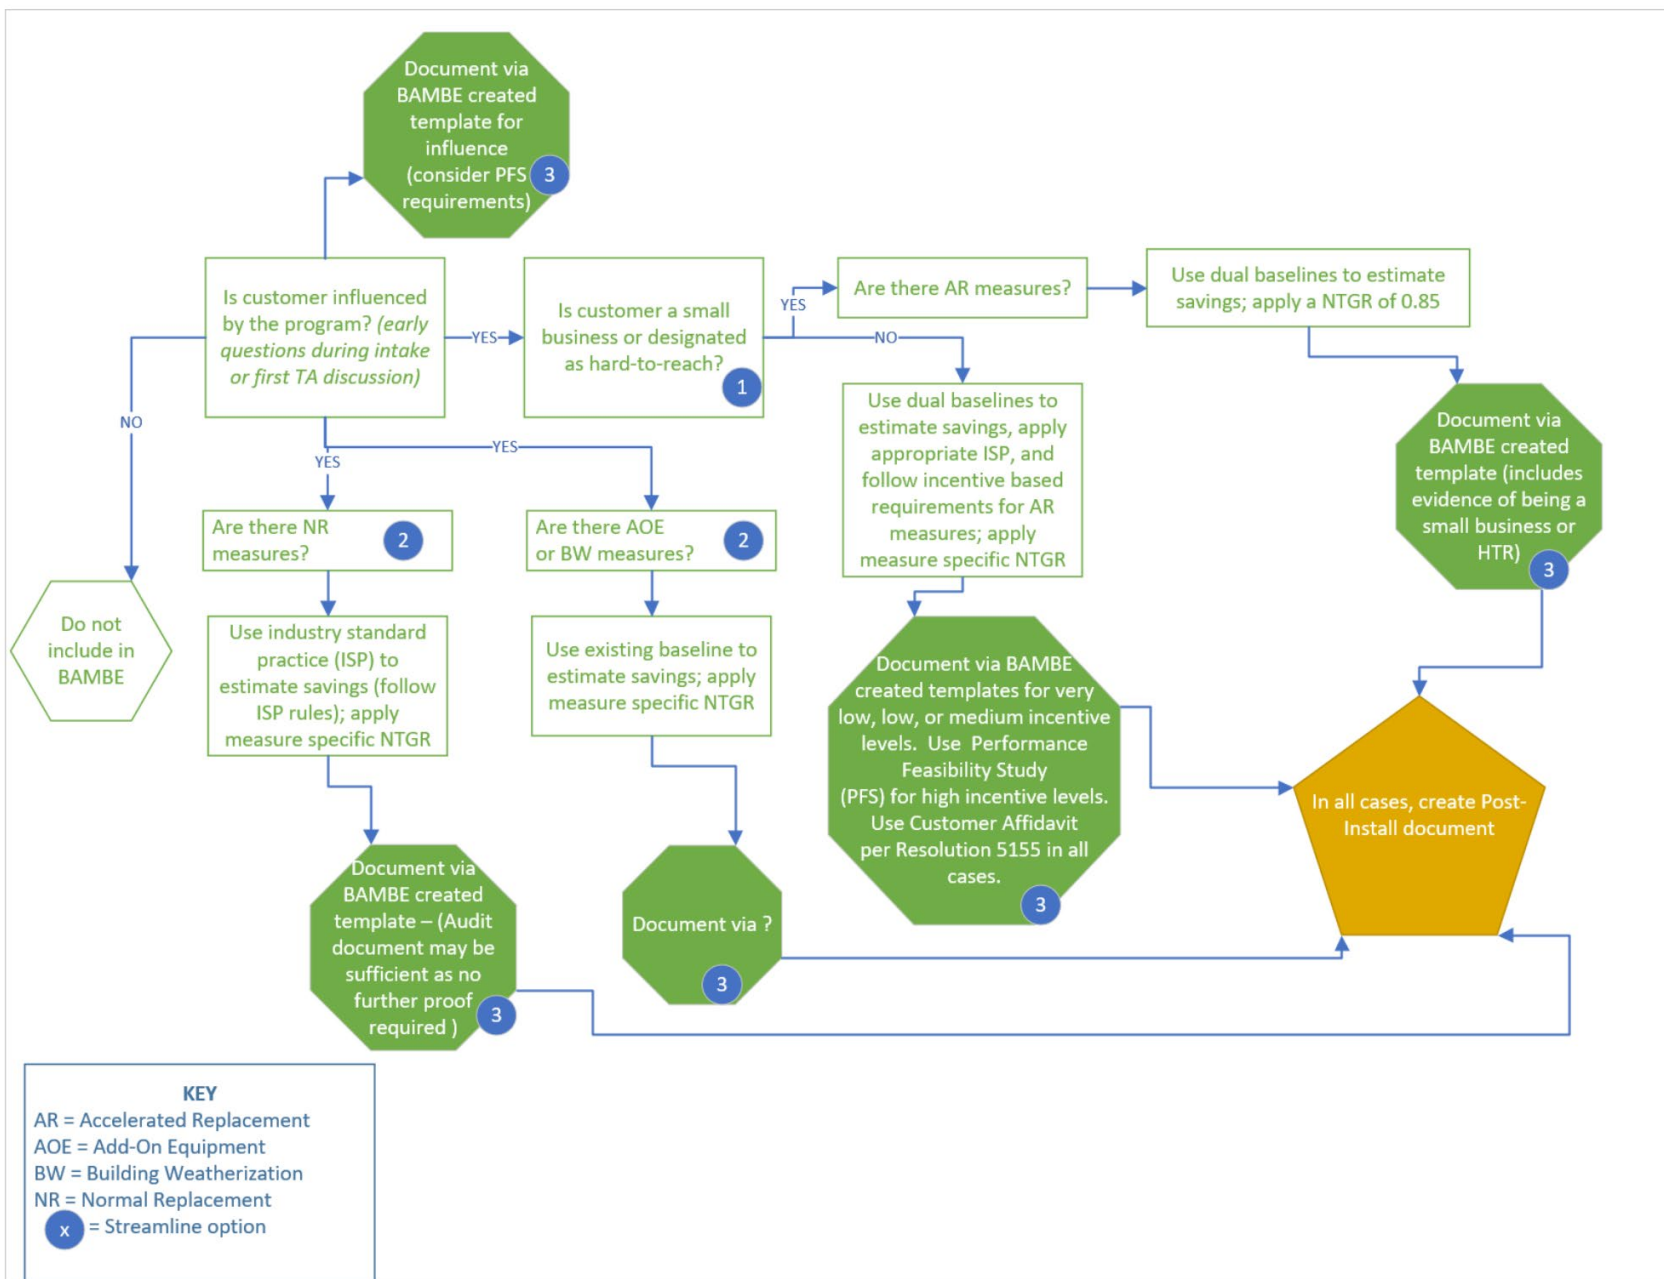 Document via
BAMBE created
template for
influence
(consider PFS
requirements)
3
Is customer influenced
by the program? (early
questions during intake
or first TA discussion)
YES
Is customer a small
business or designated
as hard-to-reach?
1
YES
Are there AR measures?
Use dual baselines to estimate
savings; apply a NTGR of 0.85
NO
Use dual baselines to
estimate savings, apply
appropriate ISP, and
follow incentive based
requirements for AR
measures; apply
measure specific NTGR
Document via
BAMBE created
template (includes
evidence of being a
small business or
HTR)
3
NO
YES
YES
Are there NR
measures?
2
Are there AOE
or BW measures?
2
Do not
include in
BAMBE
Use industry standard
practice (ISP) to
estimate savings (follow
ISP rules); apply
measure specific NTGR
Use existing baseline to
estimate savings; apply
measure specific NTGR
Document via BAMBE
created templates for very
low, low, or medium incentive
levels. Use Performance
Feasibility Study
(PFS) for high incentive levels.
Use Customer Affidavit
per Resolution 5155 in all
cases.
3
In all cases, create Post-
Install document
Document via
BAMBE created
template – (Audit
document may be
sufficient as no
further proof
required )
3
Document via ?
3
KEY
AR = Accelerated Replacement
AOE = Add-On Equipment
BW = Building Weatherization
NR = Normal Replacement
x = Streamline option